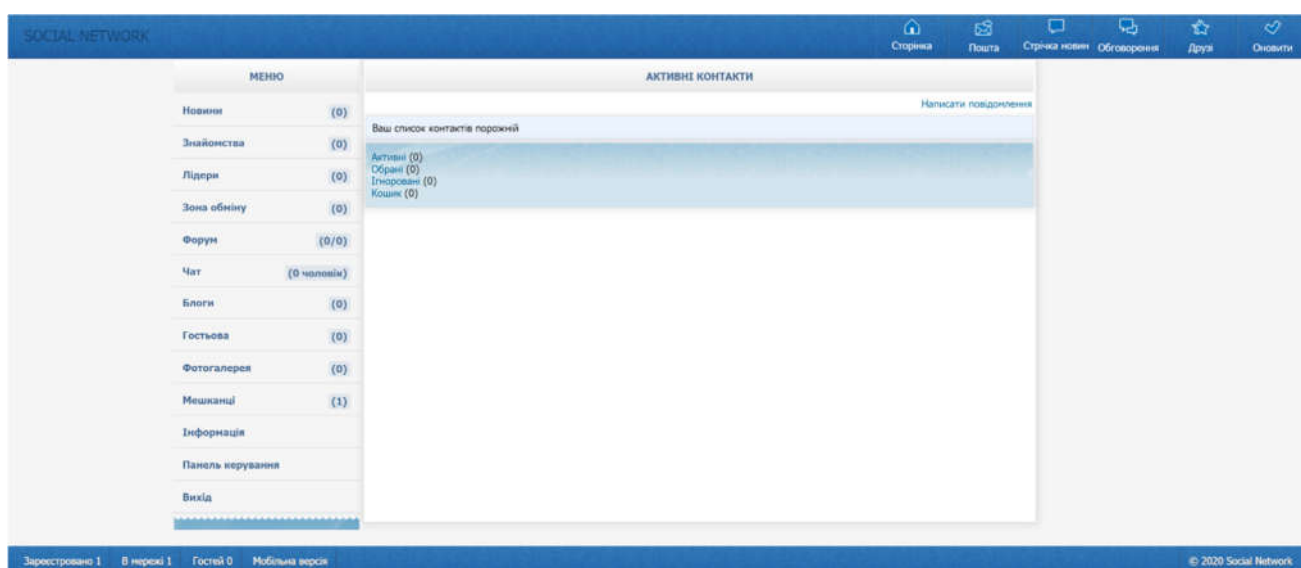 SOCIAL NETWORK
Сторінка
Пошта
Стрічка новин
Обговорення
Друзі
Оновити
МЕНЮ
Новини (0)
Знайомства (0)
Лідери (0)
Зона обміну (0)
Форум (0/0)
Чат (0 чоловік)
Блоги (0)
Гостьова (0)
Фотогалерея (0)
Мешканці (1)
Інформація
Панель керування
Вихід
АКТИВНІ КОНТАКТИ
Написати повідомлення
Ваш список контактів порожній
Активні (0)
Обрані (0)
Ігноровані (0)
Кошик (0)
Зареєстровано 1 В мережі 1 Гостей 0 Мобільна версія
© 2020 Social Network